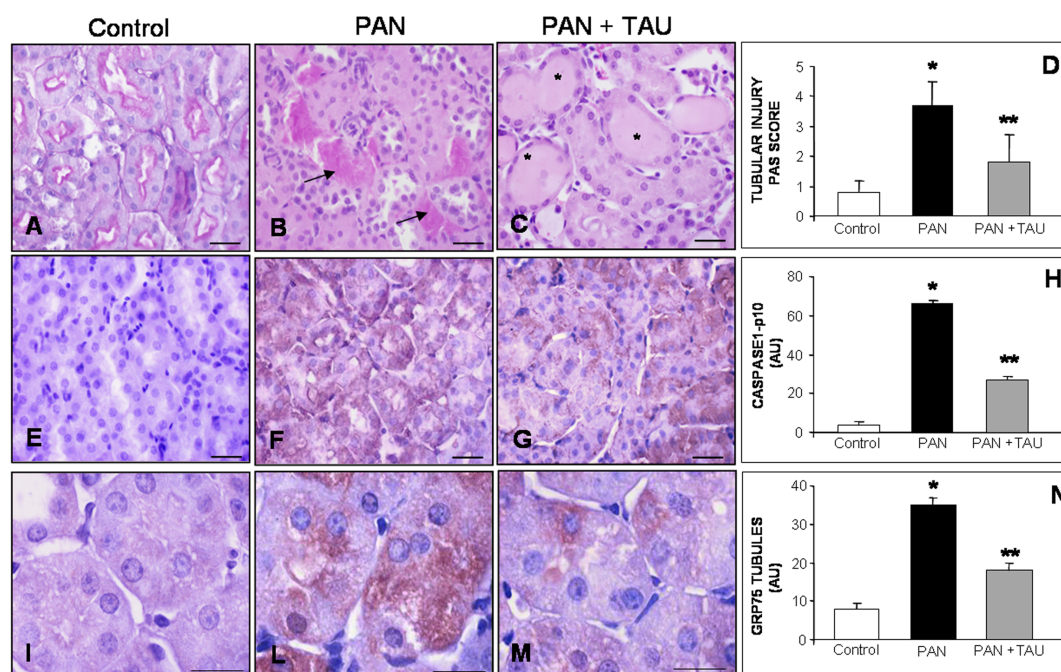 Control PAN PAN + TAU
A
B
C
*
*
*
D
TUBULAR INJURY
PAS SCORE
5
4
3
2
1
0
*
**
Control PAN PAN +TAU
E
F
G
H
CASPASE1-p10
(AU)
80
60
40
20
0
*
**
Control PAN PAN +TAU
I
L
M
N
GRP75 TUBULES
(AU)
40
30
20
10
0
*
**
Control PAN PAN +TAU